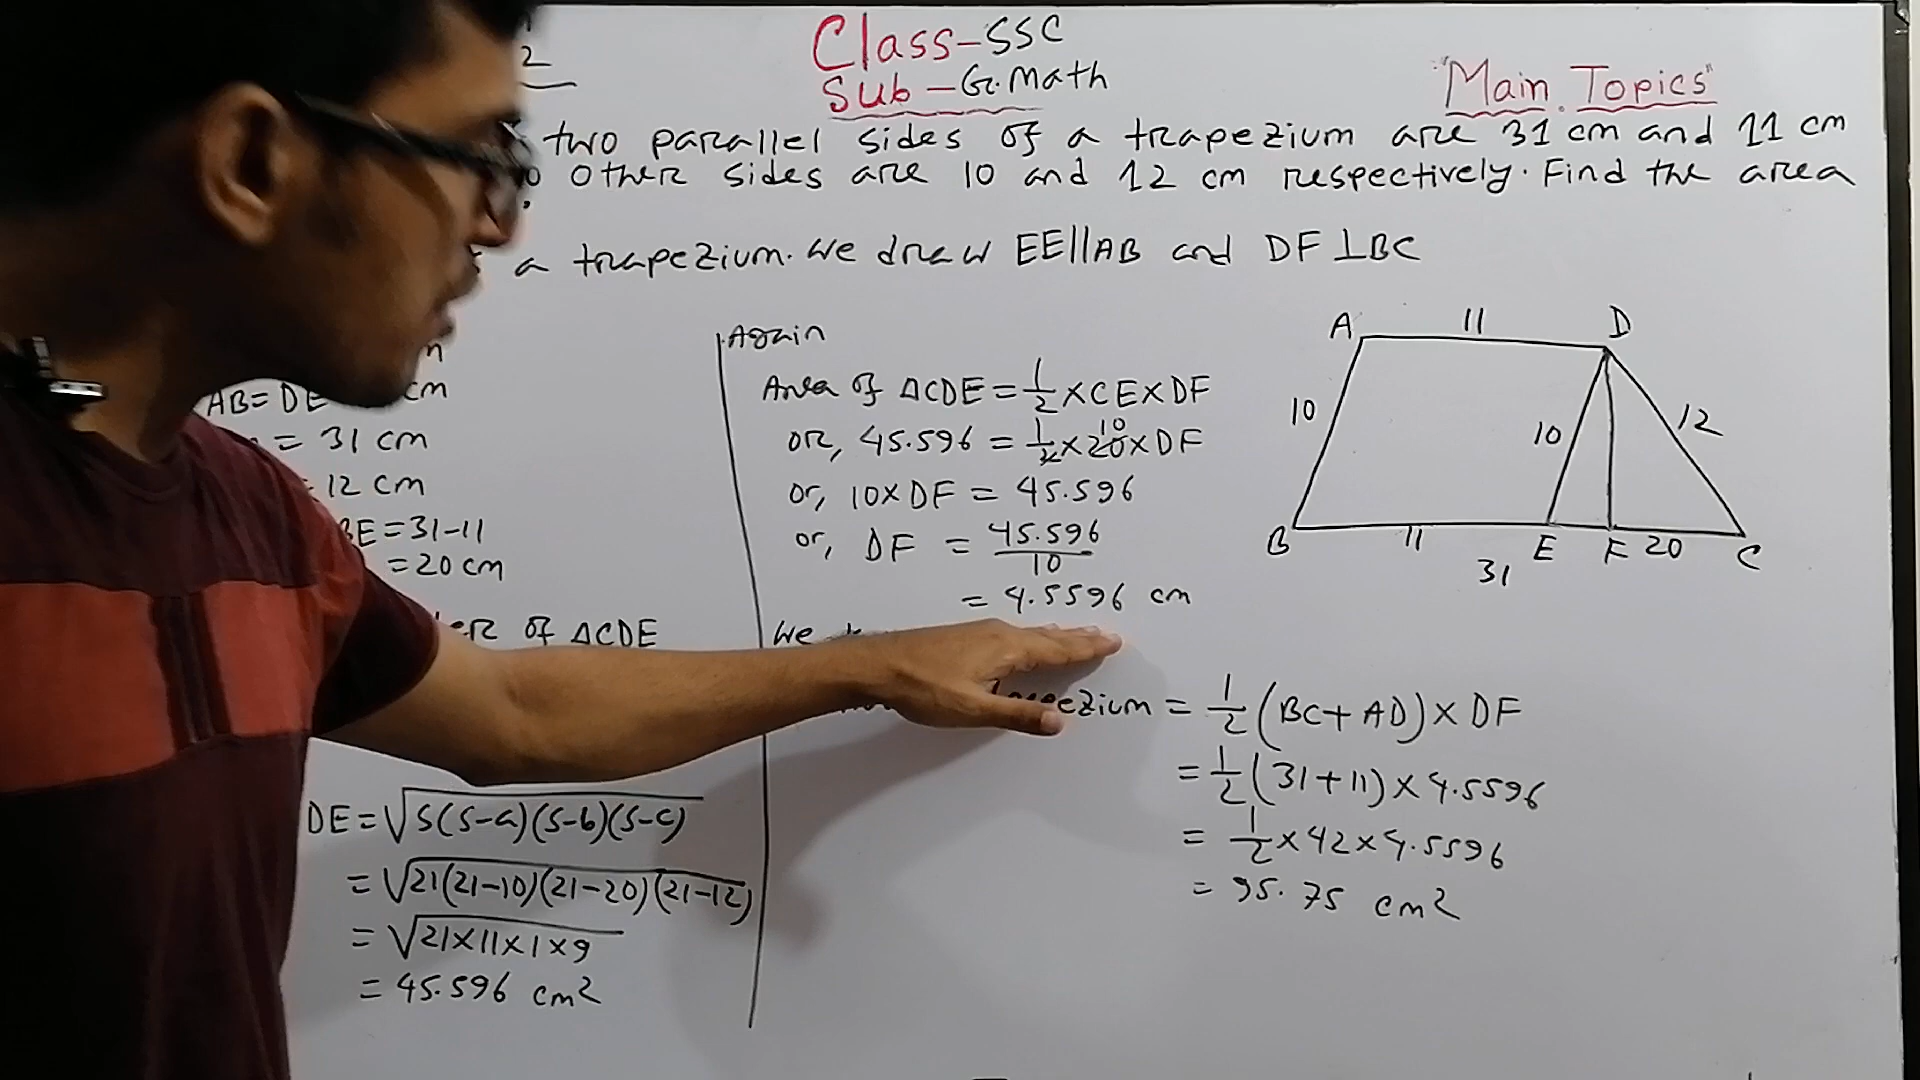 2
Class-SSC
Sub-G.Math
"Main Topics"
two parallel sides of a trapezium are 31 cm and 11 cm
other sides are 10 and 12 cm respectively. Find the area
a trapezium. We draw EE||AB and DF⊥BC
cm
AB=DE cm
= 31 cm
=12 cm
BE=31-11
=20 cm
of ΔCDE
DE=√S(S-a)(S-b)(S-c)
=√21(21-10)(21-20)(21-12)
=√21×11×1×9
=45.596 cm²
Again
Area of ΔCDE=1/2×CE×DF
or, 45.596=1/2×20×DF
10
or, 10×DF = 45.596
or, DF = 45.596/10
= 4.5596 cm
We
= 1/2(BC+AD)×DF
=1/2(31+11)×4.5596
= 1/2×42×4.5596
= 95.75 cm²
A 11 D
10 10 12
B 11 E F 20 C
31